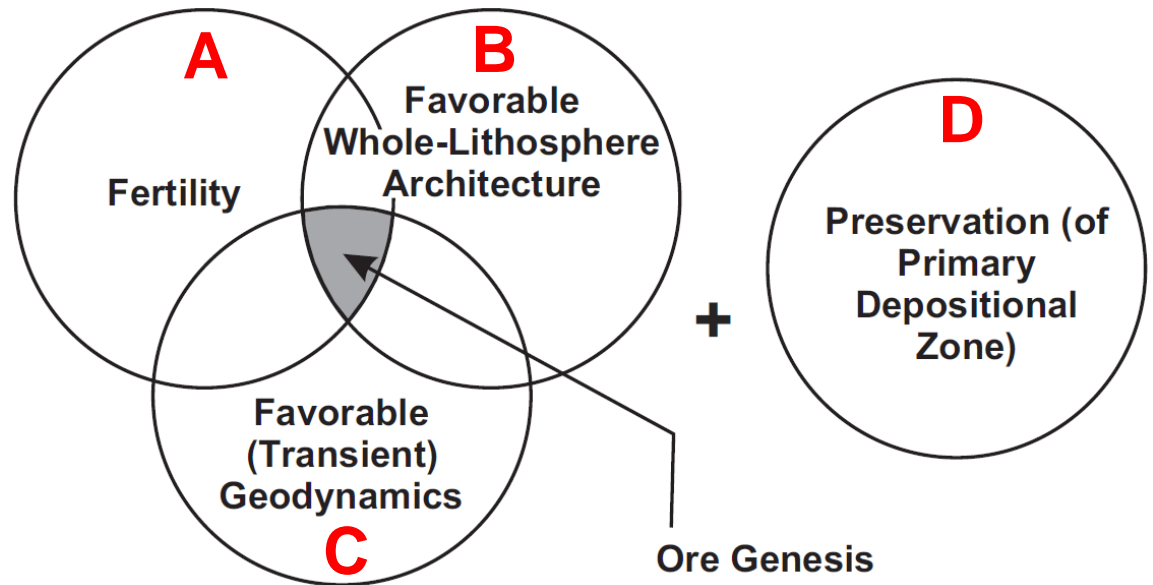 A
Fertility
B
Favorable
Whole-Lithosphere
Architecture
D
Preservation (of
Primary
Depositional
Zone)
+
Favorable
(Transient)
Geodynamics
C
Ore Genesis